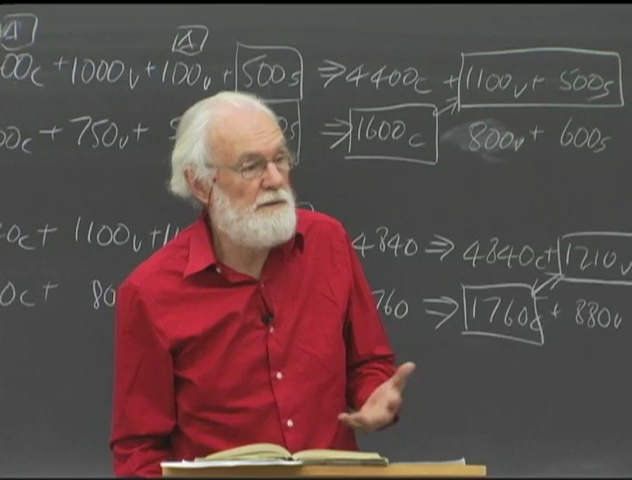 A A
00c + 1000v + 100v + 500s ⇒ 4400c + 1100v + 500s
00c + 750v + ⇒ 1600c 800v + 600s
0c + 1100v + 4840 ⇒ 4840c + 1210v
0c + 80 760 ⇒ 1760c + 880v